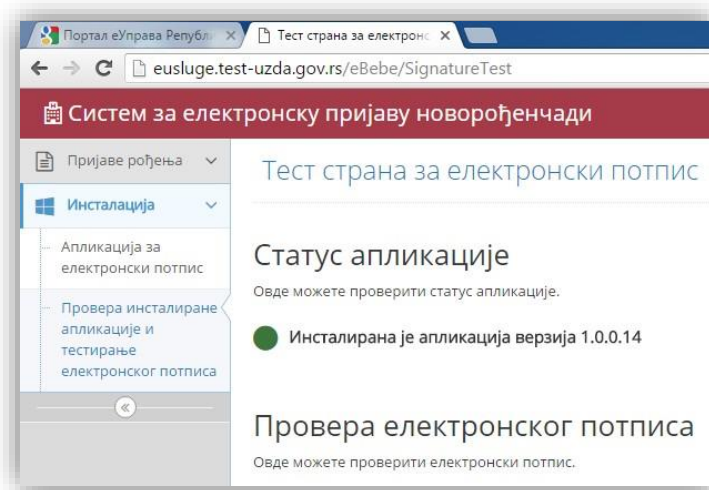 Портал еУправа Републи
Тест страна за електронс
eusluge.test-uzda.gov.rs/eBebe/SignatureTest
Систем за електронску пријаву новорођенчади
Пријаве рођења
Инсталација
Апликација за
електронски потпис
Провера инсталиране
апликације и
тестирање
електронског потписа
Тест страна за електронски потпис
Статус апликације
Овде можете проверити статус апликације.
Инсталирана је апликација верзија 1.0.0.14
Провера електронског потписа
Овде можете проверити електронски потпис.